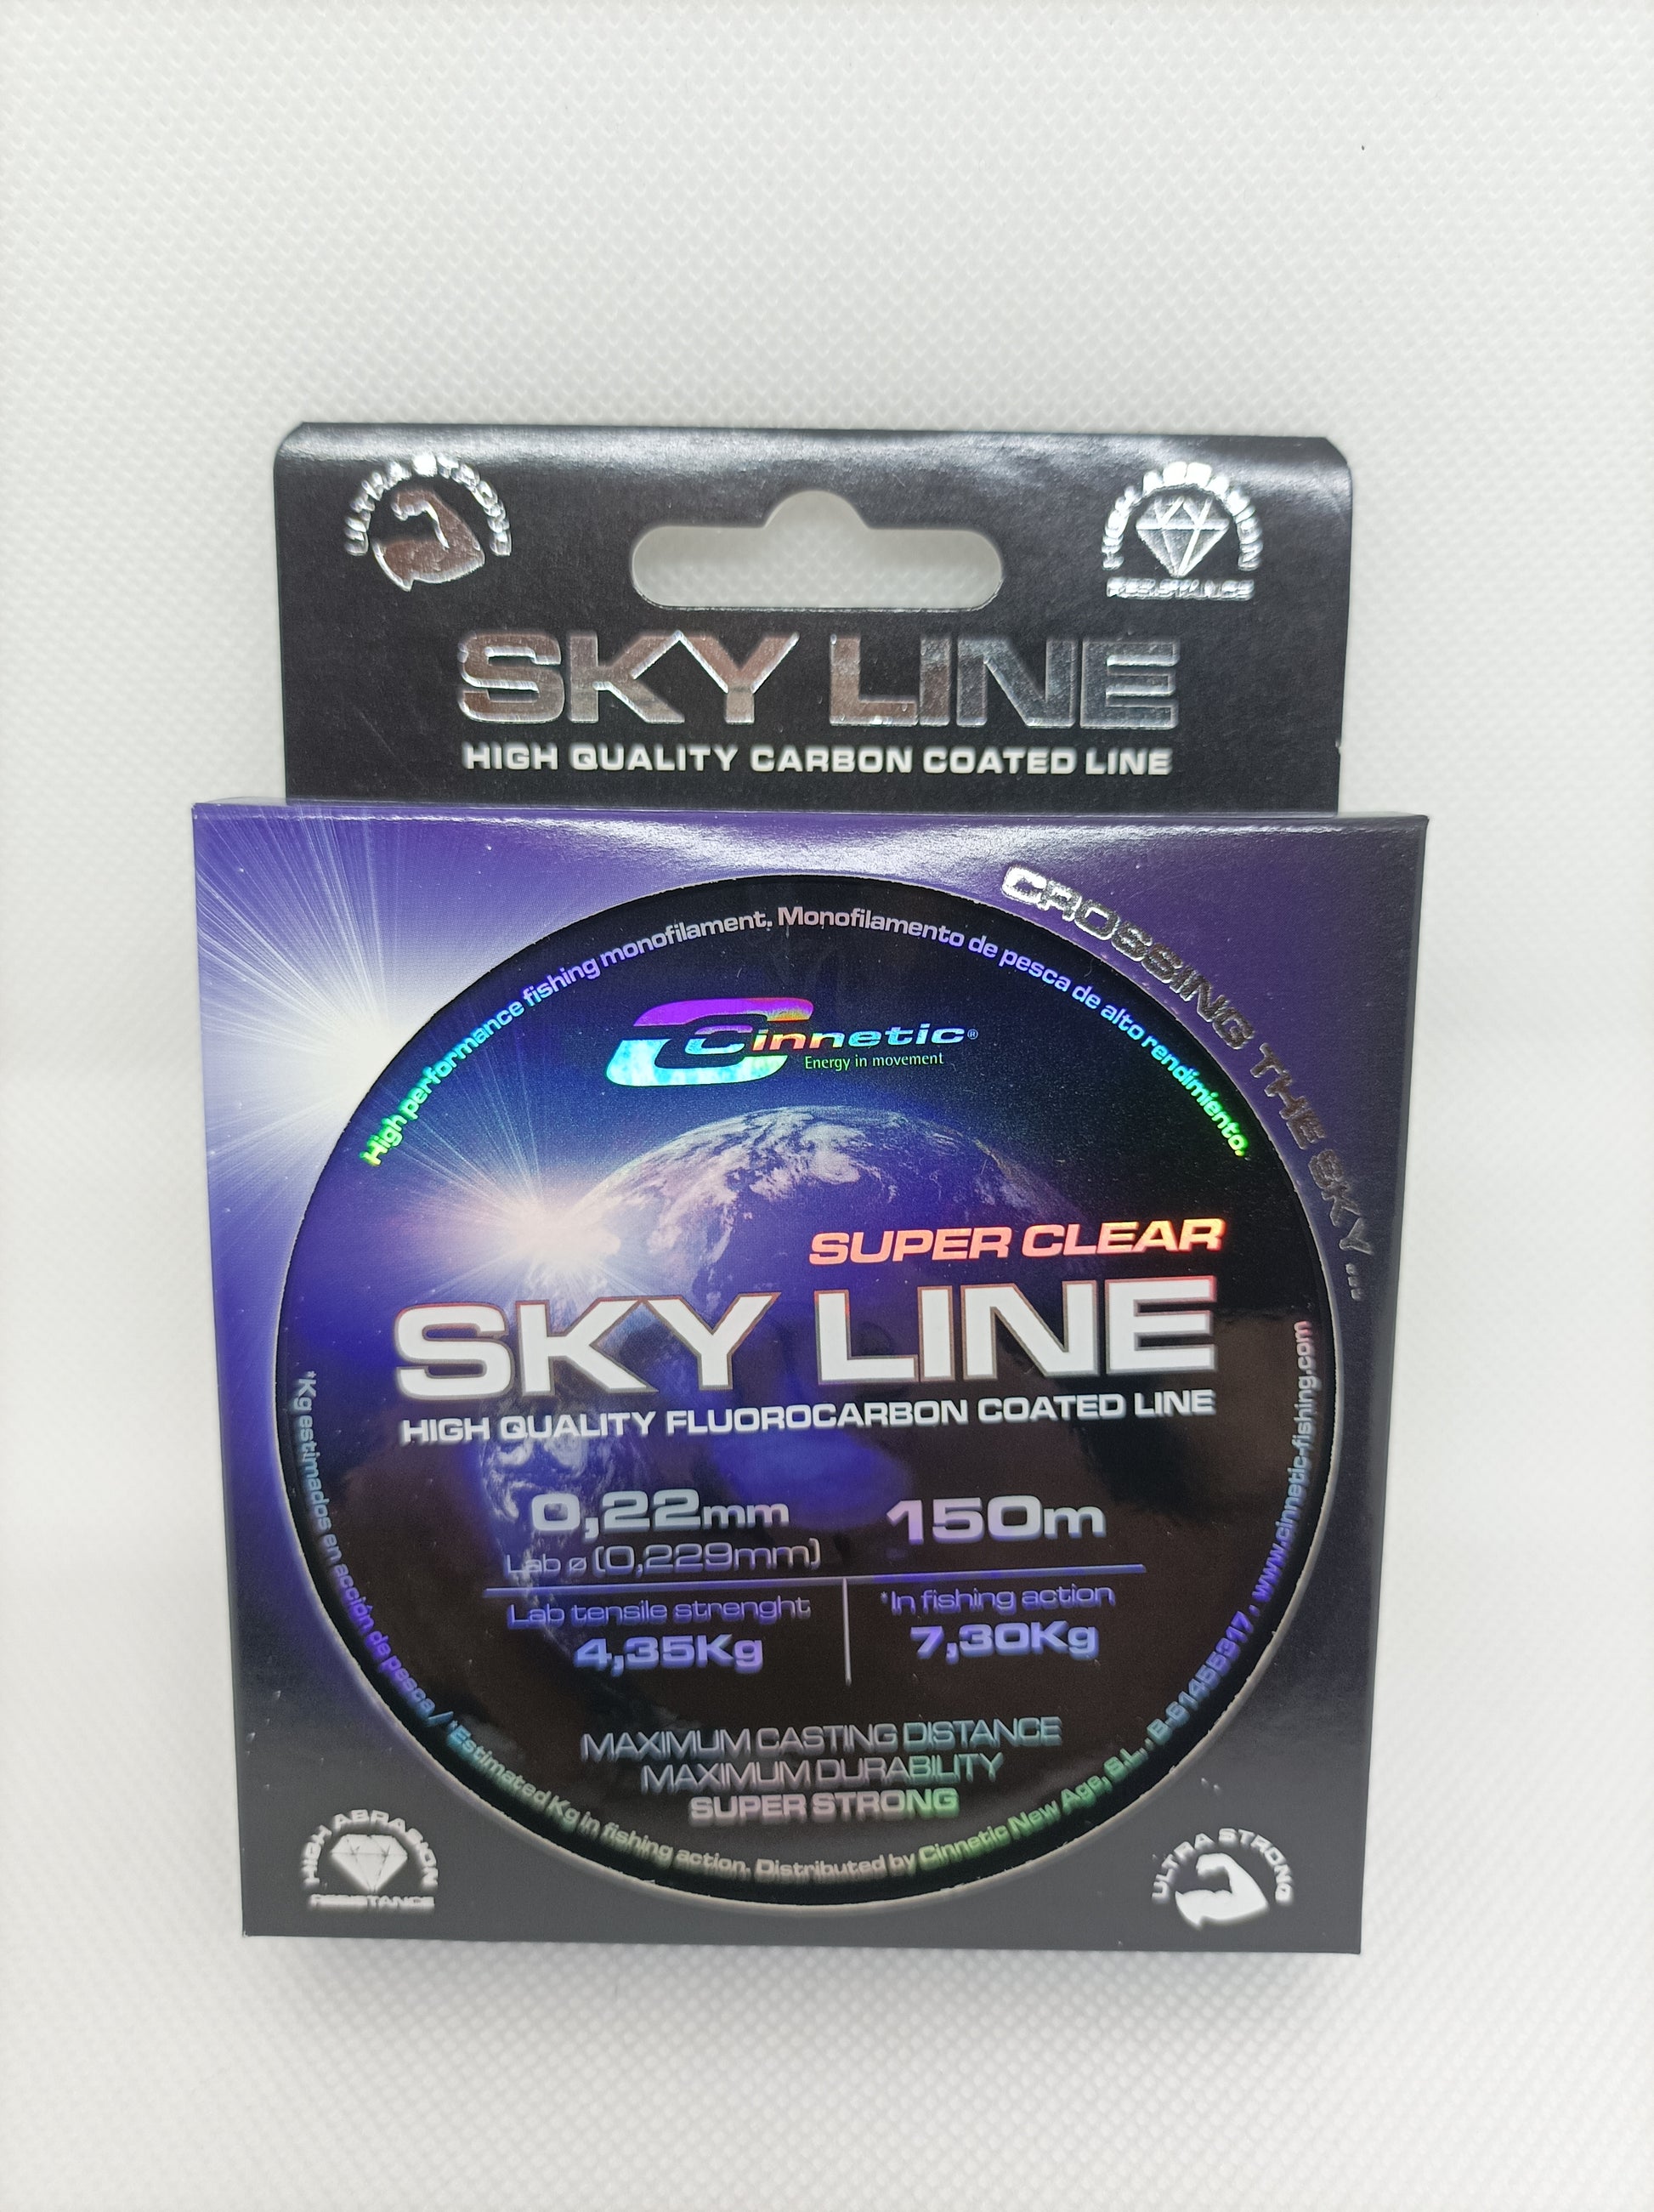 ULTRA STRONG
HIGH ABRASION
RESISTANCE
SKY LINE
HIGH QUALITY CARBON COATED LINE
CROSSING THE SKY ...
High performance fishing monofilament. Monofilamento de pesca de alto rendimiento.
Cinnetic®
Energy in movement
SUPER CLEAR
SKY LINE
HIGH QUALITY FLUOROCARBON COATED LINE
0,22mm
150m
Lab ø (0,229mm)
Lab tensile strenght
4,35Kg
*In fishing action
7,30Kg
MAXIMUM CASTING DISTANCE
MAXIMUM DURABILITY
SUPER STRONG
*Kg estimados en acción de pesca / *Estimated Kg in fishing action. Distributed by Cinnetic New Age, S.L., B-61455317. www.cinnetic-fishing.com
HIGH ABRASION
RESISTANCE
ULTRA STRONG